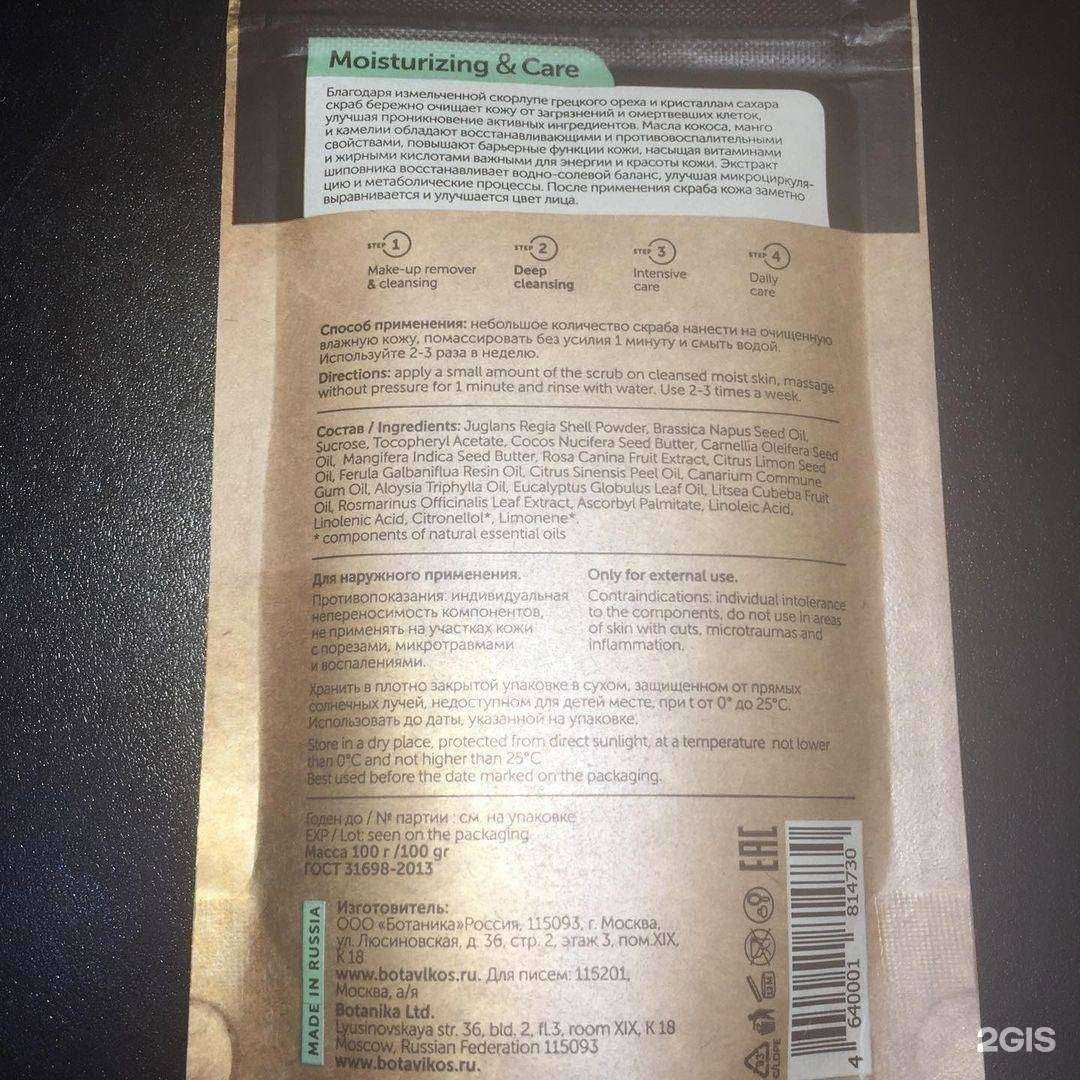 Moisturizing & Care
Благодаря измельченной скорлупе грецкого ореха и кристаллам сахара
скраб бережно очищает кожу от загрязнений и омертвевших клеток,
улучшая проникновение активных ингредиентов. Масла кокоса, манго
и камелии обладают восстанавливающими и противовоспалительными
свойствами, повышают барьерные функции кожи, насыщая витаминами
и жирными кислотами важными для энергии и красоты кожи. Экстракт
шиповника восстанавливает водно-солевой баланс, улучшая микроциркуля-
цию и метаболические процессы. После применения скраба кожа заметно
выравнивается и улучшается цвет лица.
STEP 1
Make-up remover
& cleansing
STEP 2
Deep
cleansing
STEP 3
Intensive
care
STEP 4
Daily
care
Способ применения: небольшое количество скраба нанести на очищенную
влажную кожу, помассировать без усилия 1 минуту и смыть водой.
Используйте 2-3 раза в неделю.
Directions: apply a small amount of the scrub on cleansed moist skin, massage
without pressure for 1 minute and rinse with water. Use 2-3 times a week.
Состав / Ingredients: Juglans Regia Shell Powder, Brassica Napus Seed Oil,
Sucrose, Tocopheryl Acetate, Cocos Nucifera Seed Butter, Carnellia Oleifera Seed
Oil, Mangifera Indica Seed Butter, Rosa Canina Fruit Extract, Citrus Limon Seed
Oil, Ferula Galbaniflua Resin Oil, Citrus Sinensis Peel Oil, Canarium Commune
Gum Oil, Aloysia Triphylla Oil, Eucalyptus Globulus Leaf Oil, Litsea Cubeba Fruit
Oil, Rosmarinus Officinalis Leaf Extract, Ascorbyl Palmitate, Linoleic Acid,
Linolenic Acid, Citronellol*, Limonene*.
* components of natural essential oils
Для наружного применения.
Противопоказания: индивидуальная
непереносимость компонентов,
не применять на участках кожи
с порезами, микротравмами
и воспалениями.
Only for external use.
Contraindications: individual intolerance
to the components, do not use in areas
of skin with cuts, microtraumas and
inflammation.
Хранить в плотно закрытой упаковке в сухом, защищенном от прямых
солнечных лучей, недоступном для детей месте, при t от 0° до 25°C.
Использовать до даты, указанной на упаковке.
Store in a dry place, protected from direct sunlight, at a temperature not lower
than 0°C and not higher than 25°C
Best used before the date marked on the packaging.
Годен до / № партии : см. на упаковке
EXP / Lot: seen on the packaging
Масса 100 г /100 gr
ГОСТ 31698-2013
MADE IN RUSSIA
Изготовитель:
ООО «Ботаника»Россия, 115093, г. Москва,
ул. Люсиновская, д. 36, стр. 2, этаж 3, пом.XIX,
К 18
www.botavikos.ru. Для писем: 115201,
Москва, а/я
Botanika Ltd.
Lyusinovskaya str. 36, bld. 2, fl.3, room XIX, K 18
Moscow, Russian Federation 115093
www.botavikos.ru.
EAC
12M
93
C/LDPE
4 640001 814730
2GIS